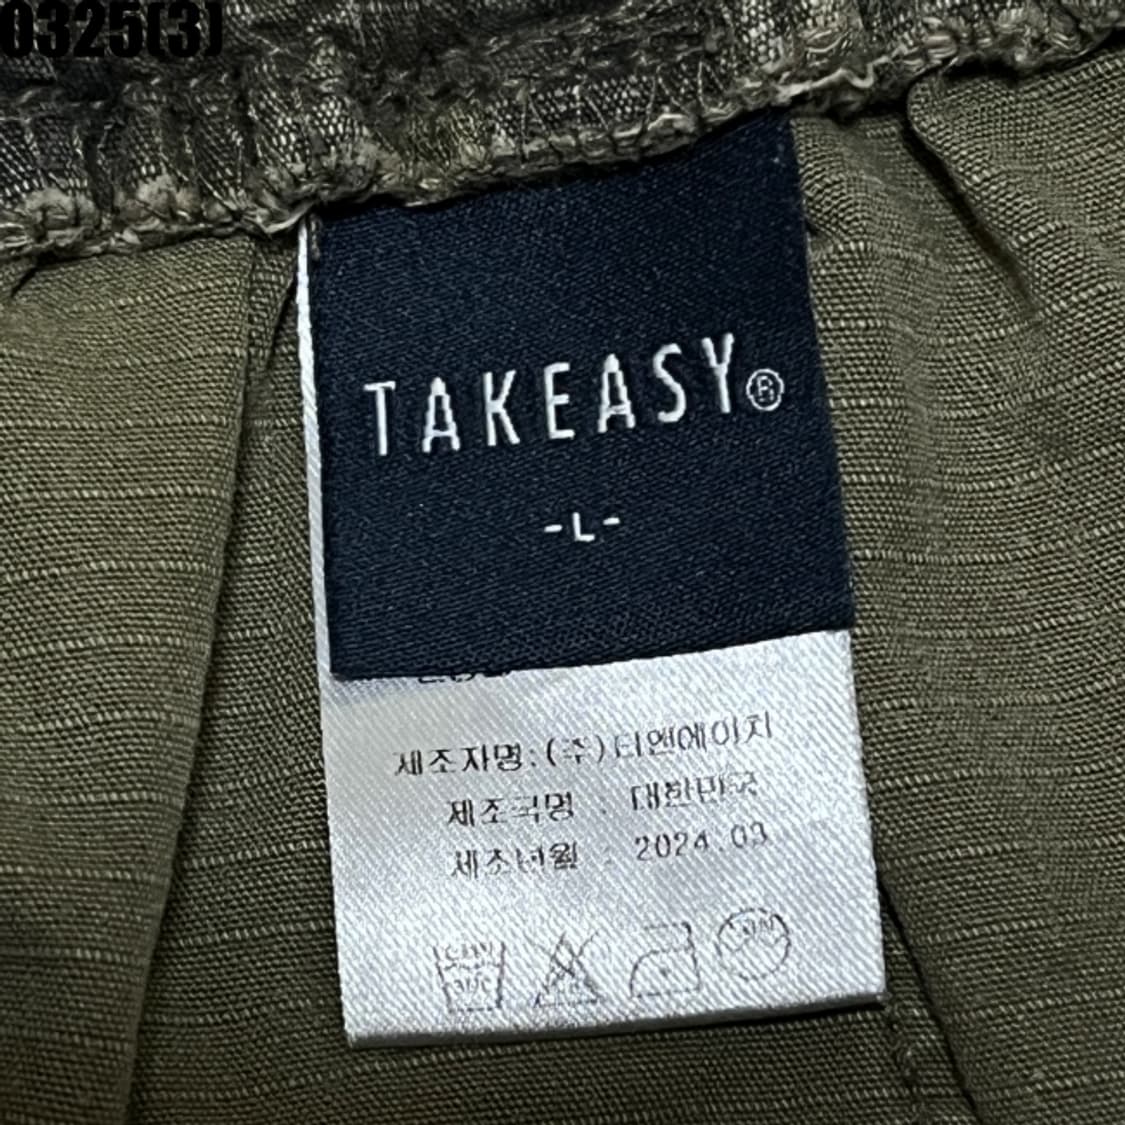 0325(3)
TAKEASY®
-L-
제조자명:(주)티앤에이치
제조국명 : 대한민국
제조년월 : 2024.03